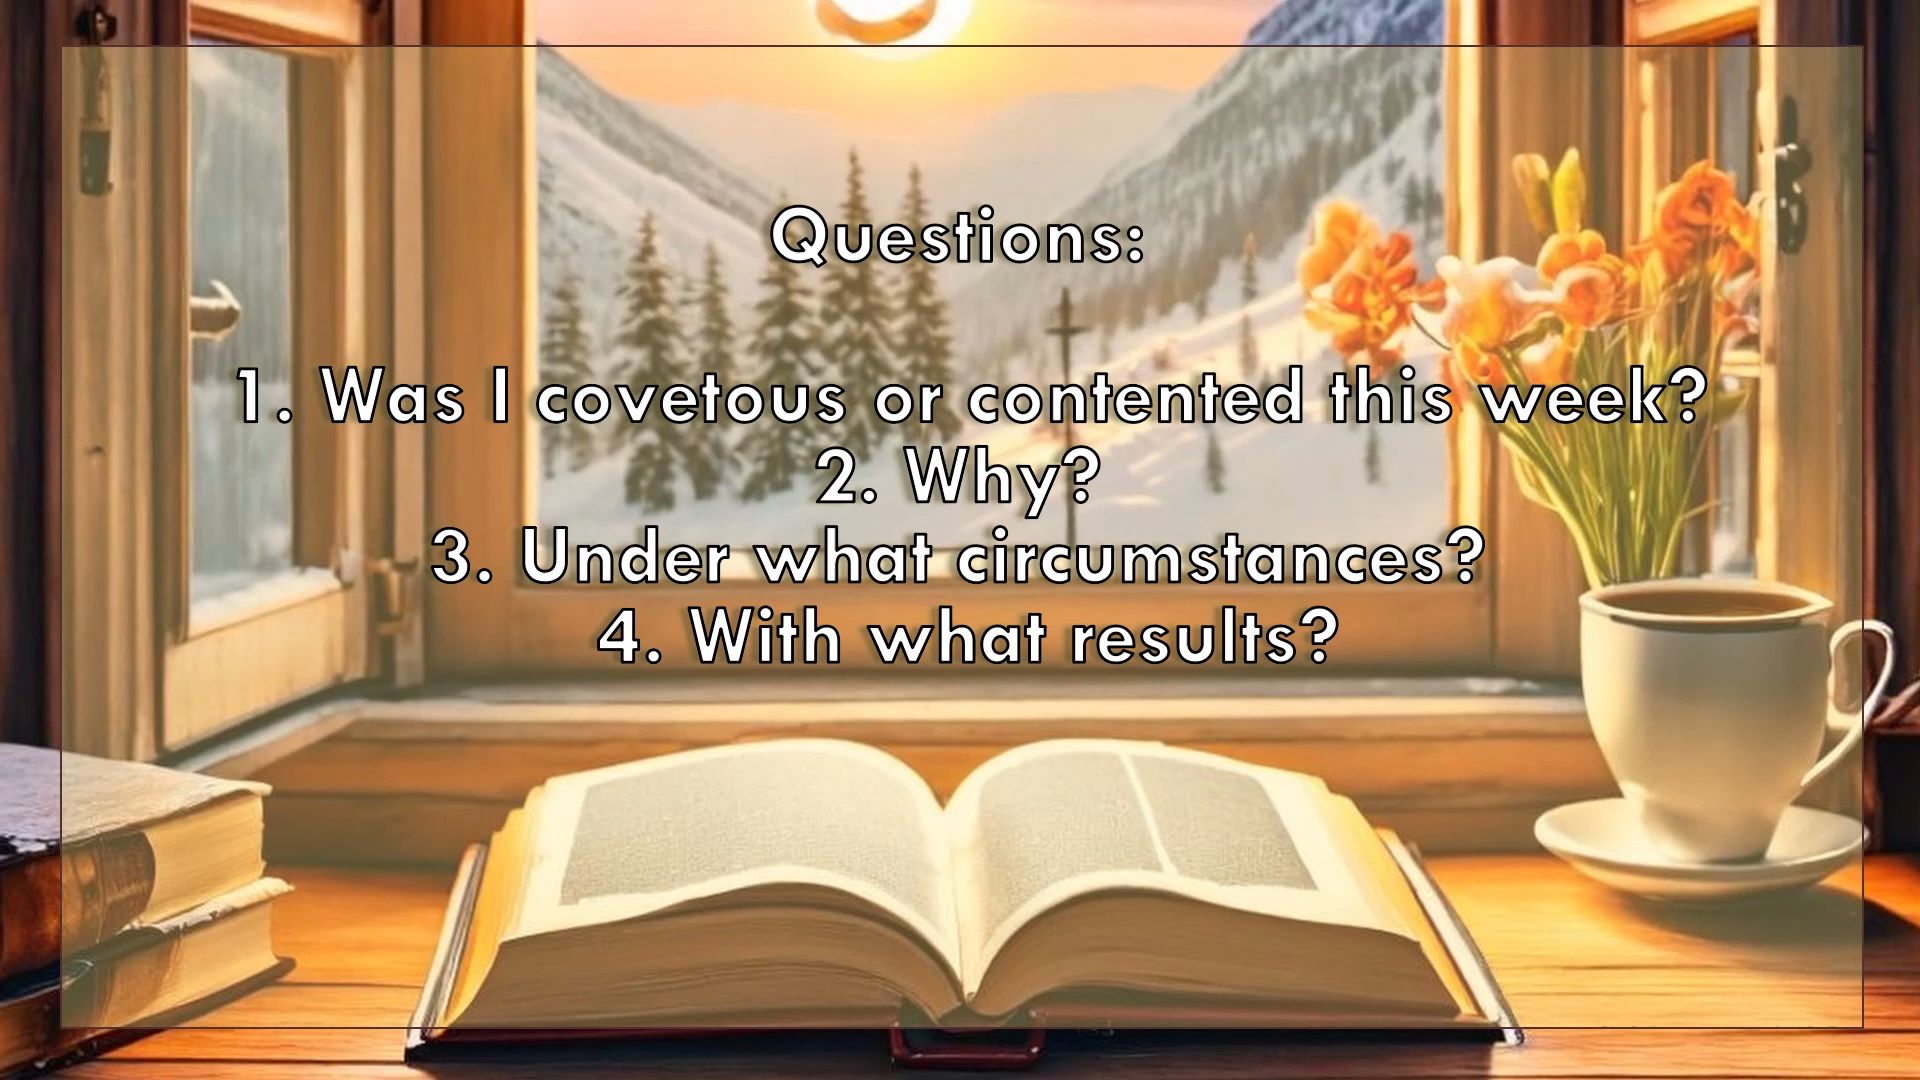 Questions:
1. Was I covetous or contented this week?
2. Why?
3. Under what circumstances?
4. With what results?